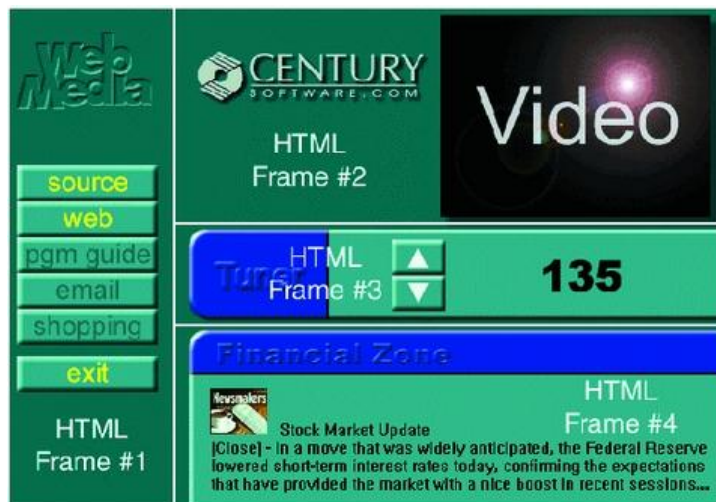 Web
Media
source
web
pgm guide
email
shopping
exit
HTML
Frame #1
CENTURY
SOFTWARE.COM
HTML
Frame #2
Video
Tuner
HTML
Frame #3
135
Financial Zone
Newsmakers
HTML
Frame #4
Stock Market Update
[Close] - In a move that was widely anticipated, the Federal Reserve
lowered short-term interest rates today, confirming the expectations
that have provided the market with a nice boost in recent sessions...